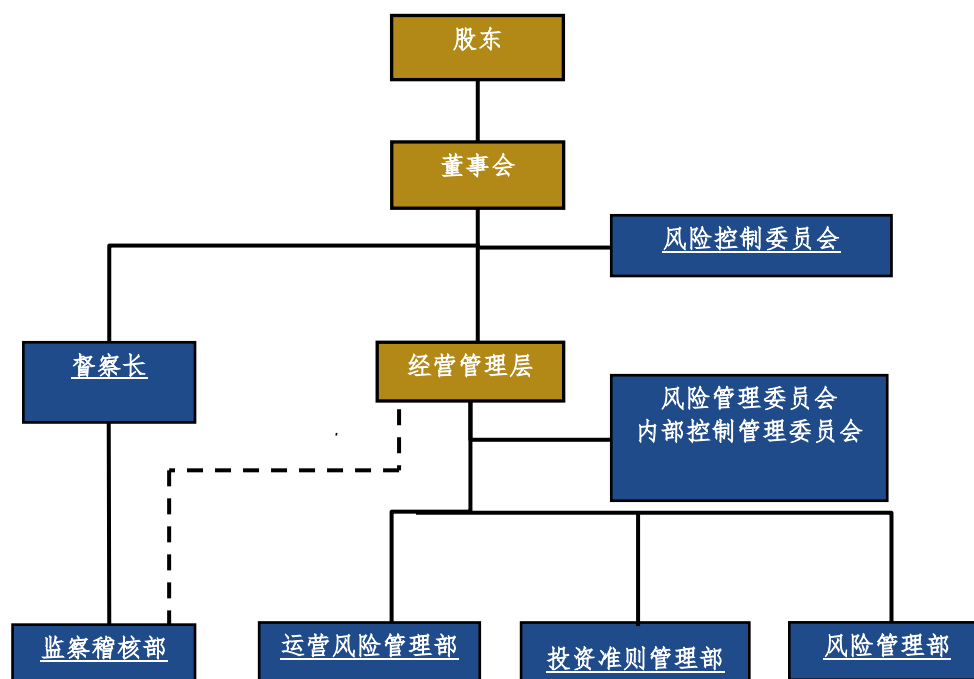 股东
董事会
风险控制委员会
督察长
经营管理层
风险管理委员会
内部控制管理委员会
监察稽核部
运营风险管理部
投资准则管理部
风险管理部